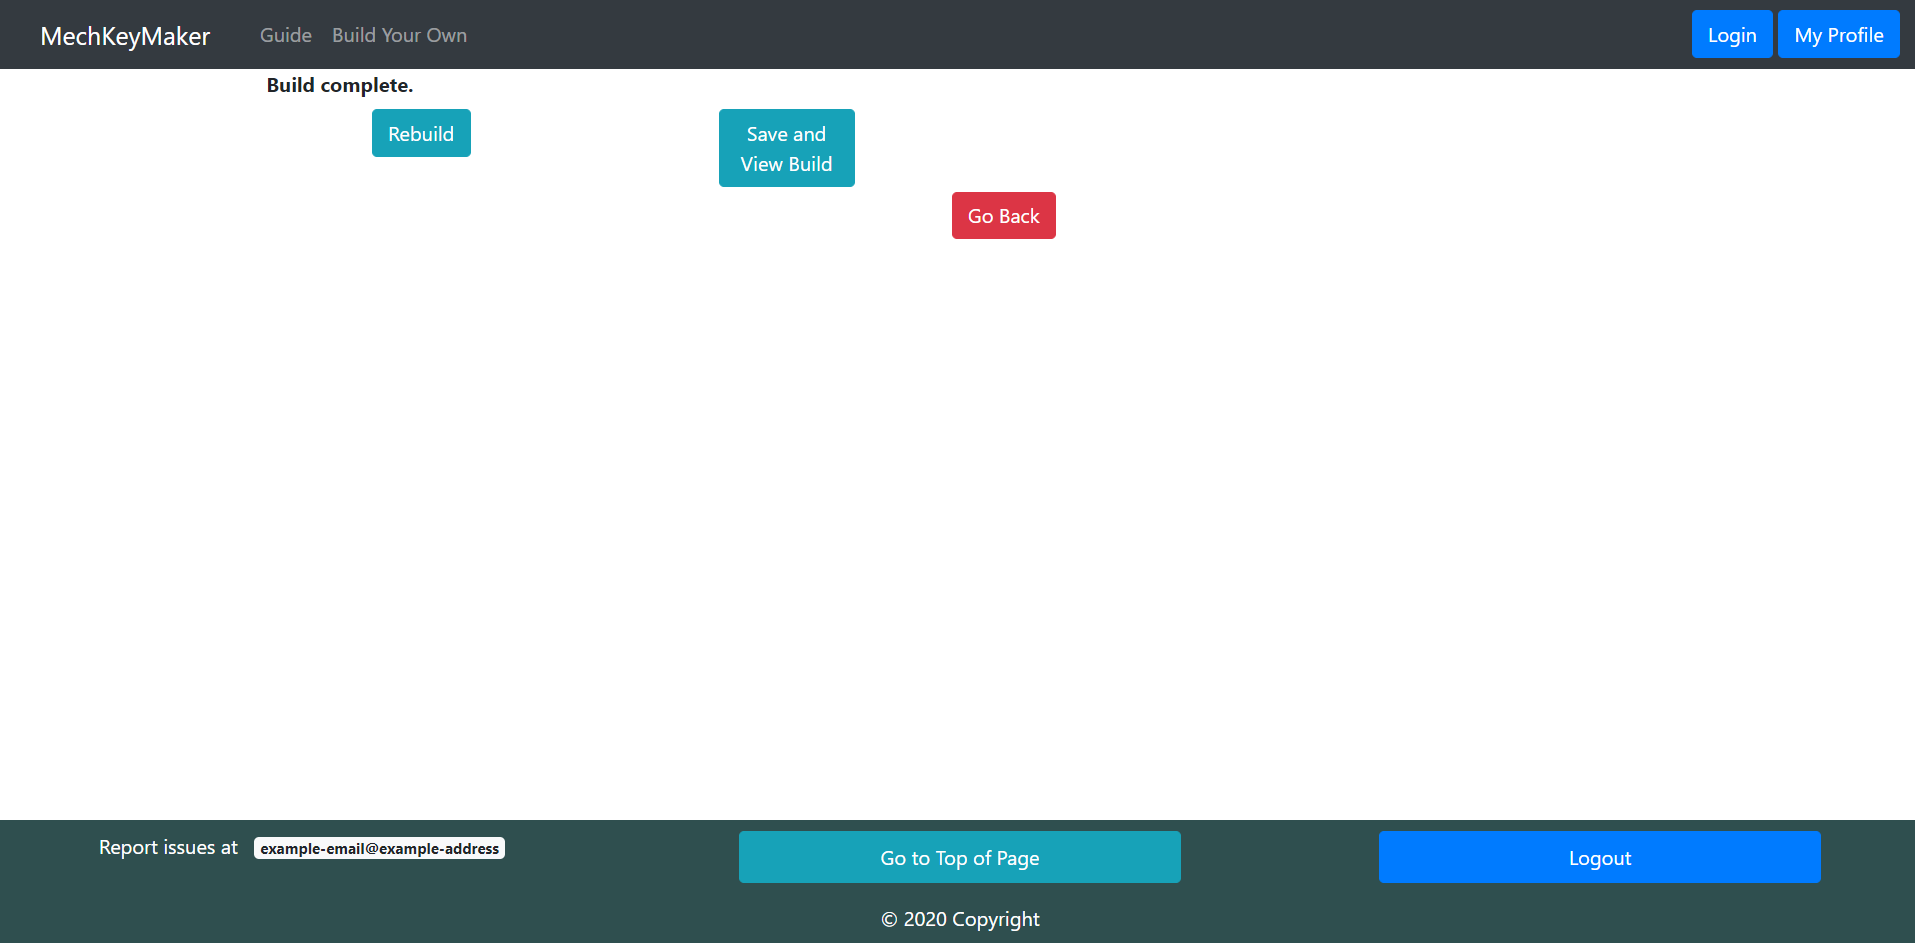 MechKeyMaker Guide Build Your Own Login My Profile
Build complete.
Rebuild
Save and
View Build
Go Back
Report issues at example-email@example-address
Go to Top of Page
Logout
© 2020 Copyright